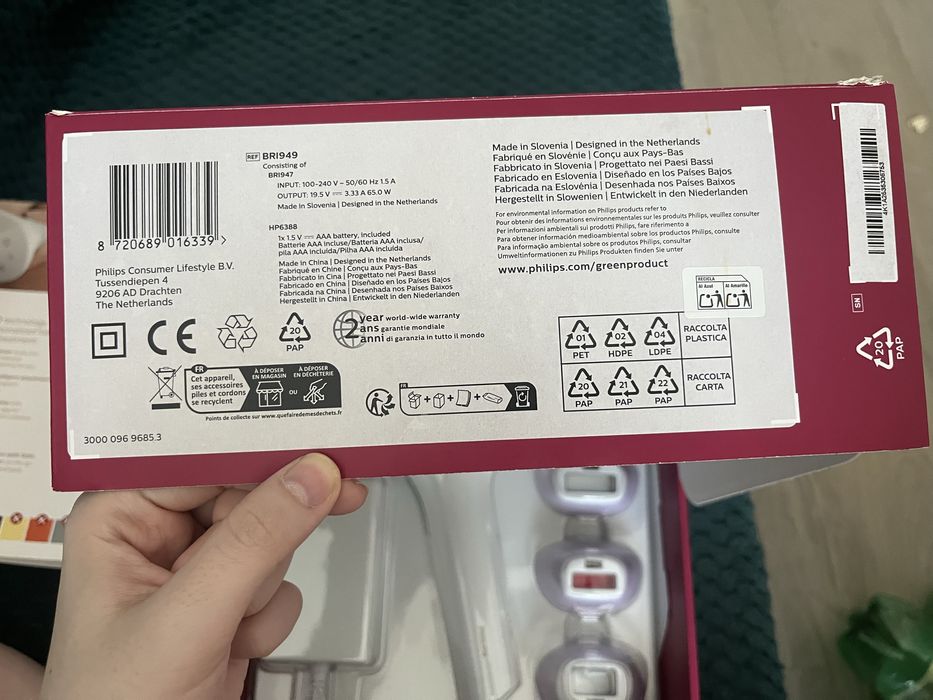 8 720689 016339 >
Philips Consumer Lifestyle B.V.
Tussendiepen 4
9206 AD Drachten
The Netherlands
REF BRI949
Consisting of
BRI947
INPUT: 100-240 V ~ 50/60 Hz 1.5 A
OUTPUT: 19.5 V ⎓ 3.33 A 65.0 W
Made in Slovenia | Designed in the Netherlands
HP6388
1x 1.5 V ⎓ AAA battery, included
Batterie AAA incluse/Batteria AAA inclusa/
pila AAA incluida/Pilha AAA incluída
Made in China | Designed in the Netherlands
Fabriqué en Chine | Conçu aux Pays-Bas
Fabbricato in Cina | Progettato nei Paesi Bassi
Fabricado en China | Diseñado en los Países Bajos
Fabricada na China | Desenhada nos Países Baixos
Hergestellt in China | Entwickelt in den Niederlanden
Made in Slovenia | Designed in the Netherlands
Fabriqué en Slovénie | Conçu aux Pays-Bas
Fabbricato in Slovenia | Progettato nei Paesi Bassi
Fabricado en Eslovenia | Diseñado en los Países Bajos
Fabricada na Eslovénia | Desenhada nos Países Baixos
Hergestellt in Slowenien | Entwickelt in den Niederlanden
For environmental information on Philips products refer to
Pour obtenir des informations environnementales sur les produits Philips, veuillez consulter
Per informazioni ambientali sui prodotti Philips, fare riferimento a
Para obtener información medioambiental sobre los productos Philips, consulte
Para informação ambiental sobre os produtos Philips, consultar
Umweltinformationen zu Philips Produkten finden Sie unter
www.philips.com/greenproduct
RECICLA
Al Azul
Al Amarillo
CE
20
PAP
2 year world-wide warranty
ans garantie mondiale
anni di garanzia in tutto il mondo
01
PET
02
HDPE
04
LDPE
RACCOLTA
PLASTICA
20
PAP
21
PAP
22
PAP
RACCOLTA
CARTA
FR
Cet appareil,
ses accessoires
piles et cordons
se recyclent
À DÉPOSER
EN MAGASIN
OU
À DÉPOSER
EN DÉCHÈTERIE
Points de collecte sur www.quefairedemesdechets.fr
FR
+ + +
3000 096 9685.3
SN
20
PAP